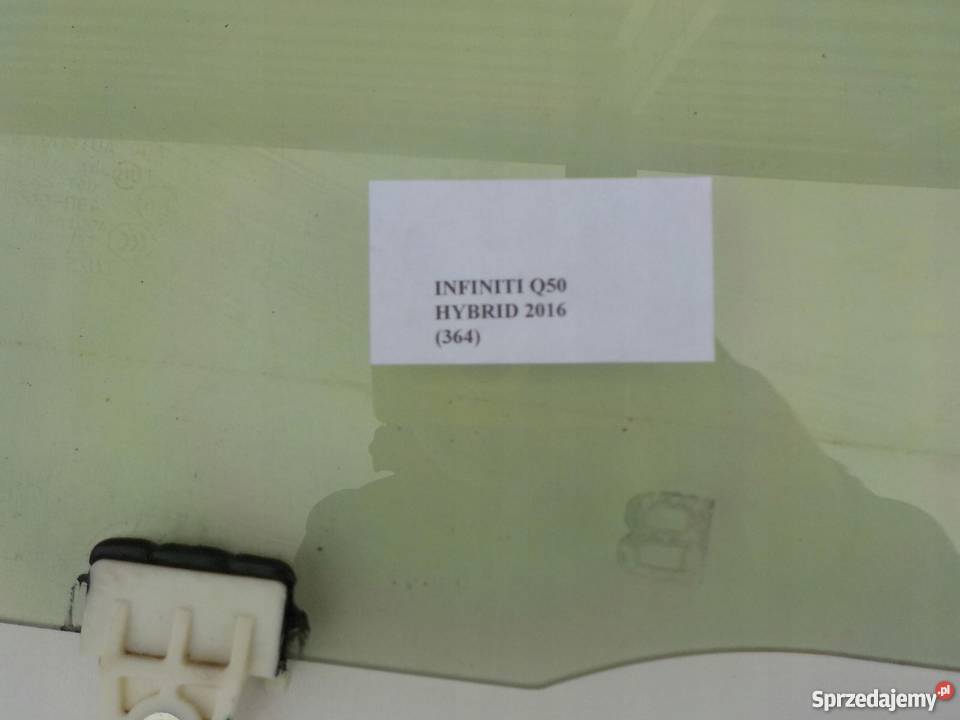 INFINITI Q50
HYBRID 2016
(364)
Sprzedajemy.pl